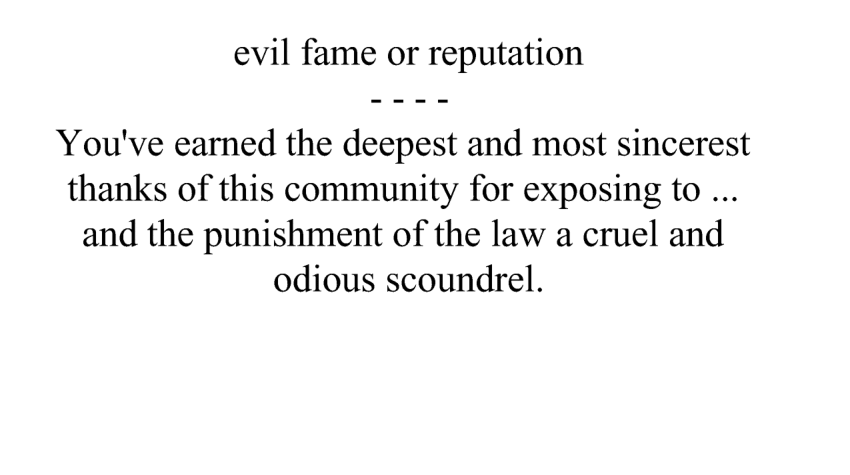 evil fame or reputation
- - - -
You've earned the deepest and most sincerest
thanks of this community for exposing to ...
and the punishment of the law a cruel and
odious scoundrel.